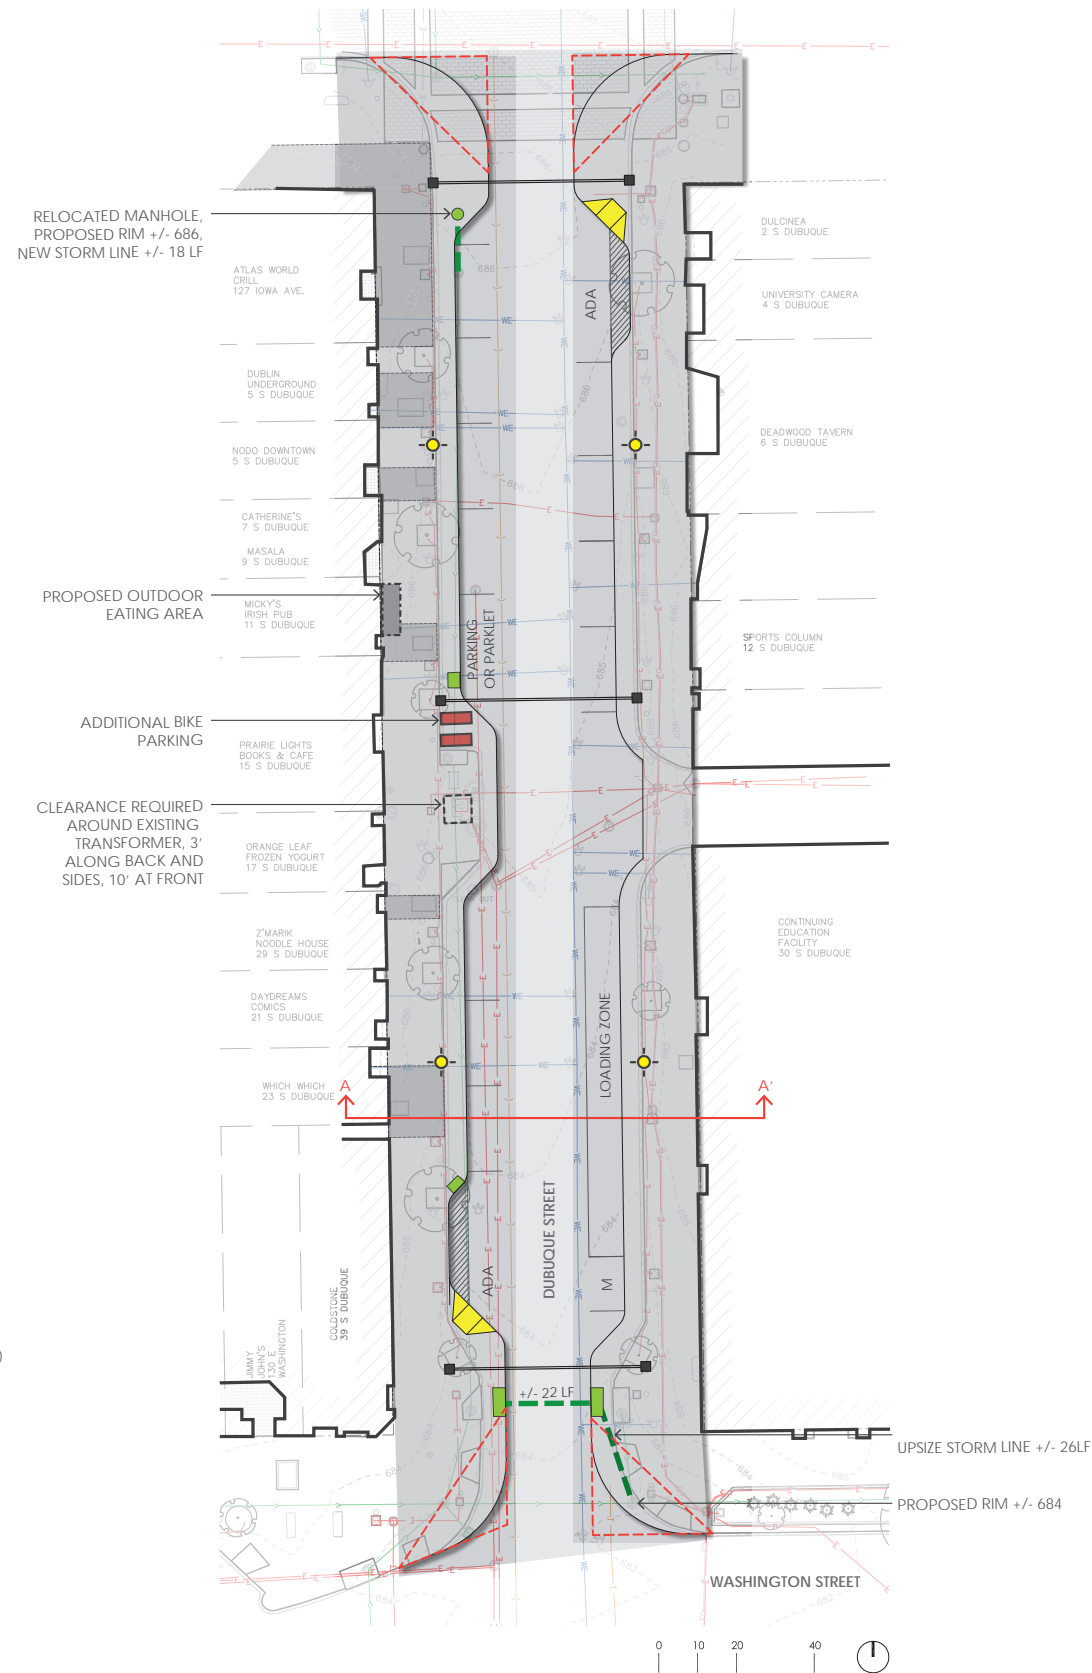 RELOCATED MANHOLE,
PROPOSED RIM +/- 686,
NEW STORM LINE +/- 18 LF
ATLAS WORLD
CRILL
127 IOWA AVE.
DUBLIN
UNDERGROUND
5 S DUBUQUE
NODO DOWNTOWN
5 S DUBUQUE
CATHERINE'S
7 S DUBUQUE
MASALA
9 S DUBUQUE
PROPOSED OUTDOOR
EATING AREA
MICKY'S
IRISH PUB
11 S DUBUQUE
ADDITIONAL BIKE
PARKING
PRAIRIE LIGHTS
BOOKS & CAFE
15 S DUBUQUE
CLEARANCE REQUIRED
AROUND EXISTING
TRANSFORMER, 3'
ALONG BACK AND
SIDES, 10' AT FRONT
ORANGE LEAF
FROZEN YOGURT
17 S DUBUQUE
Z'MARIK
NOODLE HOUSE
29 S DUBUQUE
DAYDREAMS
COMICS
21 S DUBUQUE
WHICH WHICH
23 S DUBUQUE
A
A'
COLDSTONE
39 S DUBUQUE
JIMMY
JOHN'S
130 E
WASHINGTON
ADA
PARKING
OR PARKLET
LOADING ZONE
DUBUQUE STREET
ADA
M
+/- 22 LF
DULCINEA
2 S DUBUQUE
UNIVERSITY CAMERA
4 S DUBUQUE
DEADWOOD TAVERN
6 S DUBUQUE
SPORTS COLUMN
12 S DUBUQUE
CONTINUING
EDUCATION
FACILITY
30 S DUBUQUE
UPSIZE STORM LINE +/- 26LF
PROPOSED RIM +/- 684
WASHINGTON STREET
0 10 20 40